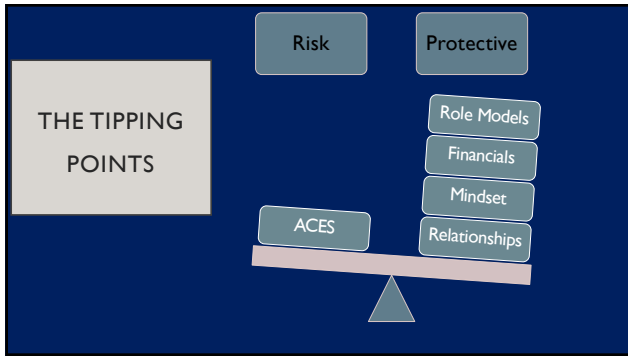 THE TIPPING
POINTS
Risk
Protective
Role Models
Financials
Mindset
ACES
Relationships